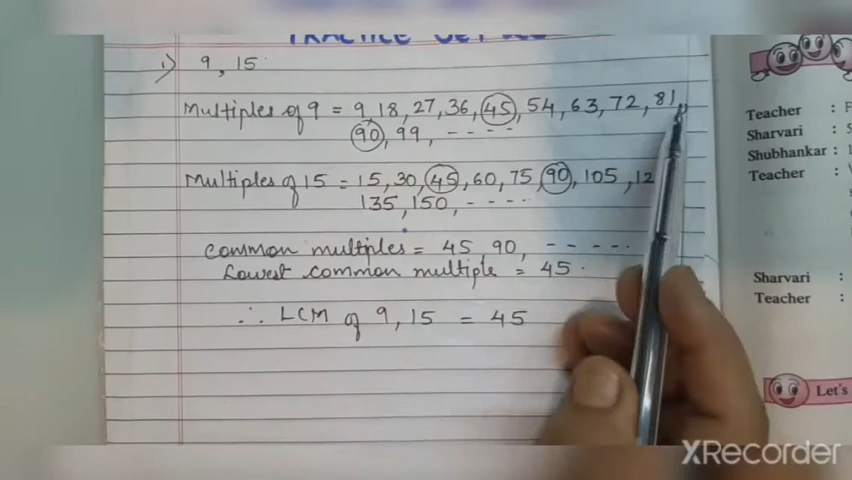 1) 9, 15
Multiples of 9 = 9, 18, 27, 36, 45, 54, 63, 72, 81,
90, 99, - - - -
Multiples of 15 = 15, 30, 45, 60, 75, 90, 105, 12
135, 150, - - - -
Common multiples = 45 90, - - - - -
Lowest common multiple = 45.
∴ LCM of 9, 15 = 45
Teacher :
Sharvari :
Shubhankar :
Teacher :
Sharvari :
Teacher :
Let's
XRecorder